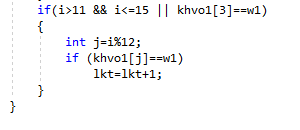 if(i>11 && i<=15 || khvo1[3]==w1)
{
int j=i%12;
if (khvo1[j]==w1)
lkt=lkt+1;
}
}